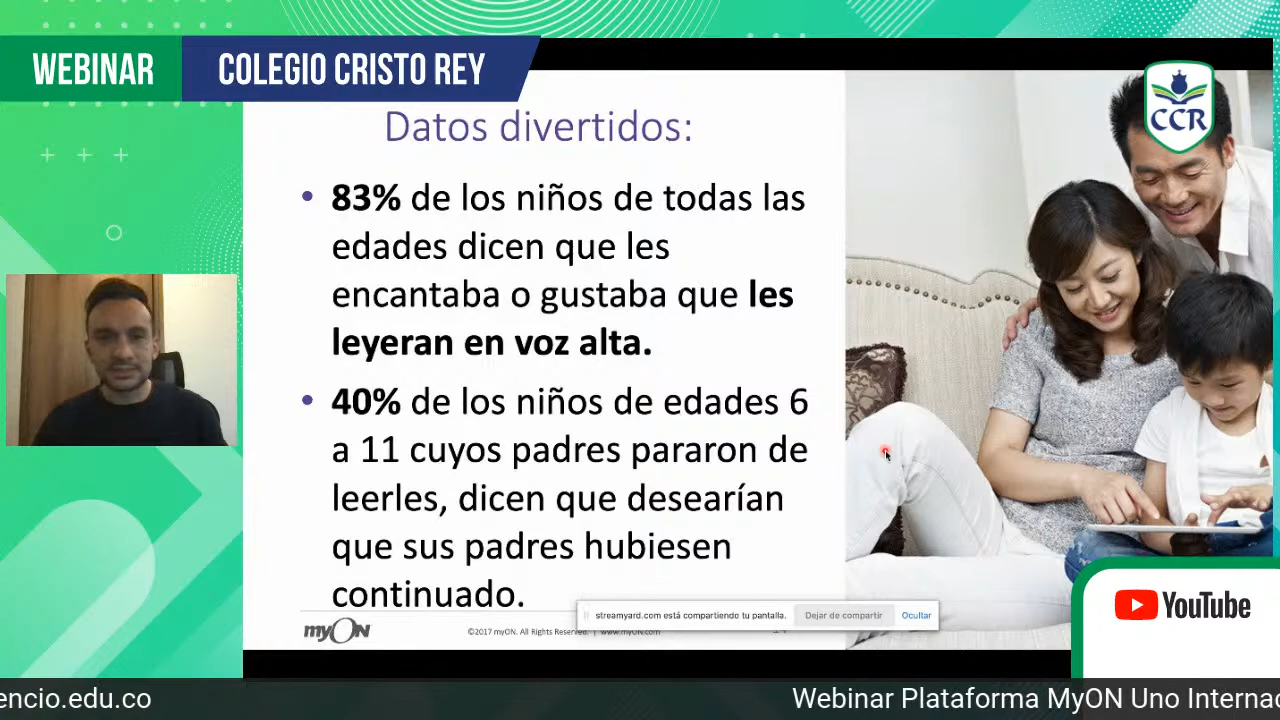 WEBINAR
COLEGIO CRISTO REY
CCR
Datos divertidos:
• 83% de los niños de todas las
edades dicen que les
encantaba o gustaba que les
leyeran en voz alta.
• 40% de los niños de edades 6
a 11 cuyos padres pararon de
leerles, dicen que desearían
que sus padres hubiesen
continuado.
streamyard.com está compartiendo tu pantalla. Dejar de compartir Ocultar
myON
©2017 myON. All Rights Reserved. | www.myON.com
YouTube
encio.edu.co
Webinar Plataforma MyON Uno Internac